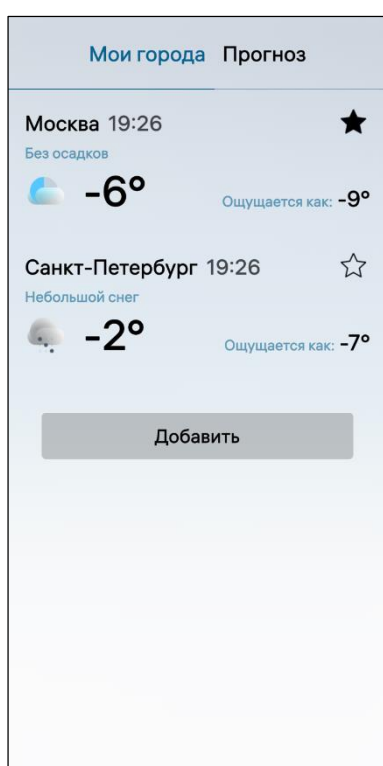 Мои города Прогноз
Москва 19:26
Без осадков
-6° Ощущается как: -9°
Санкт-Петербург 19:26
Небольшой снег
-2° Ощущается как: -7°
Добавить